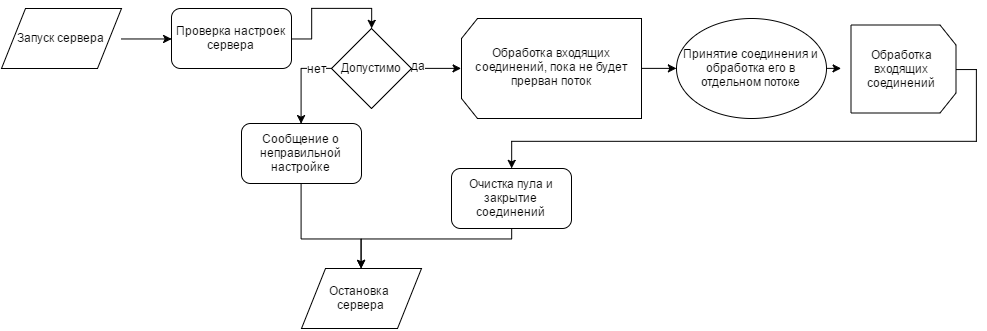 Запуск сервера
Проверка настроек
сервера
Допустимо
нет
да
Обработка входящих
соединений, пока не будет
прерван поток
Принятие соединения и
обработка его в
отдельном потоке
Обработка
входящих
соединений
Сообщение о
неправильной
настройке
Очистка пула и
закрытие
соединений
Остановка
сервера